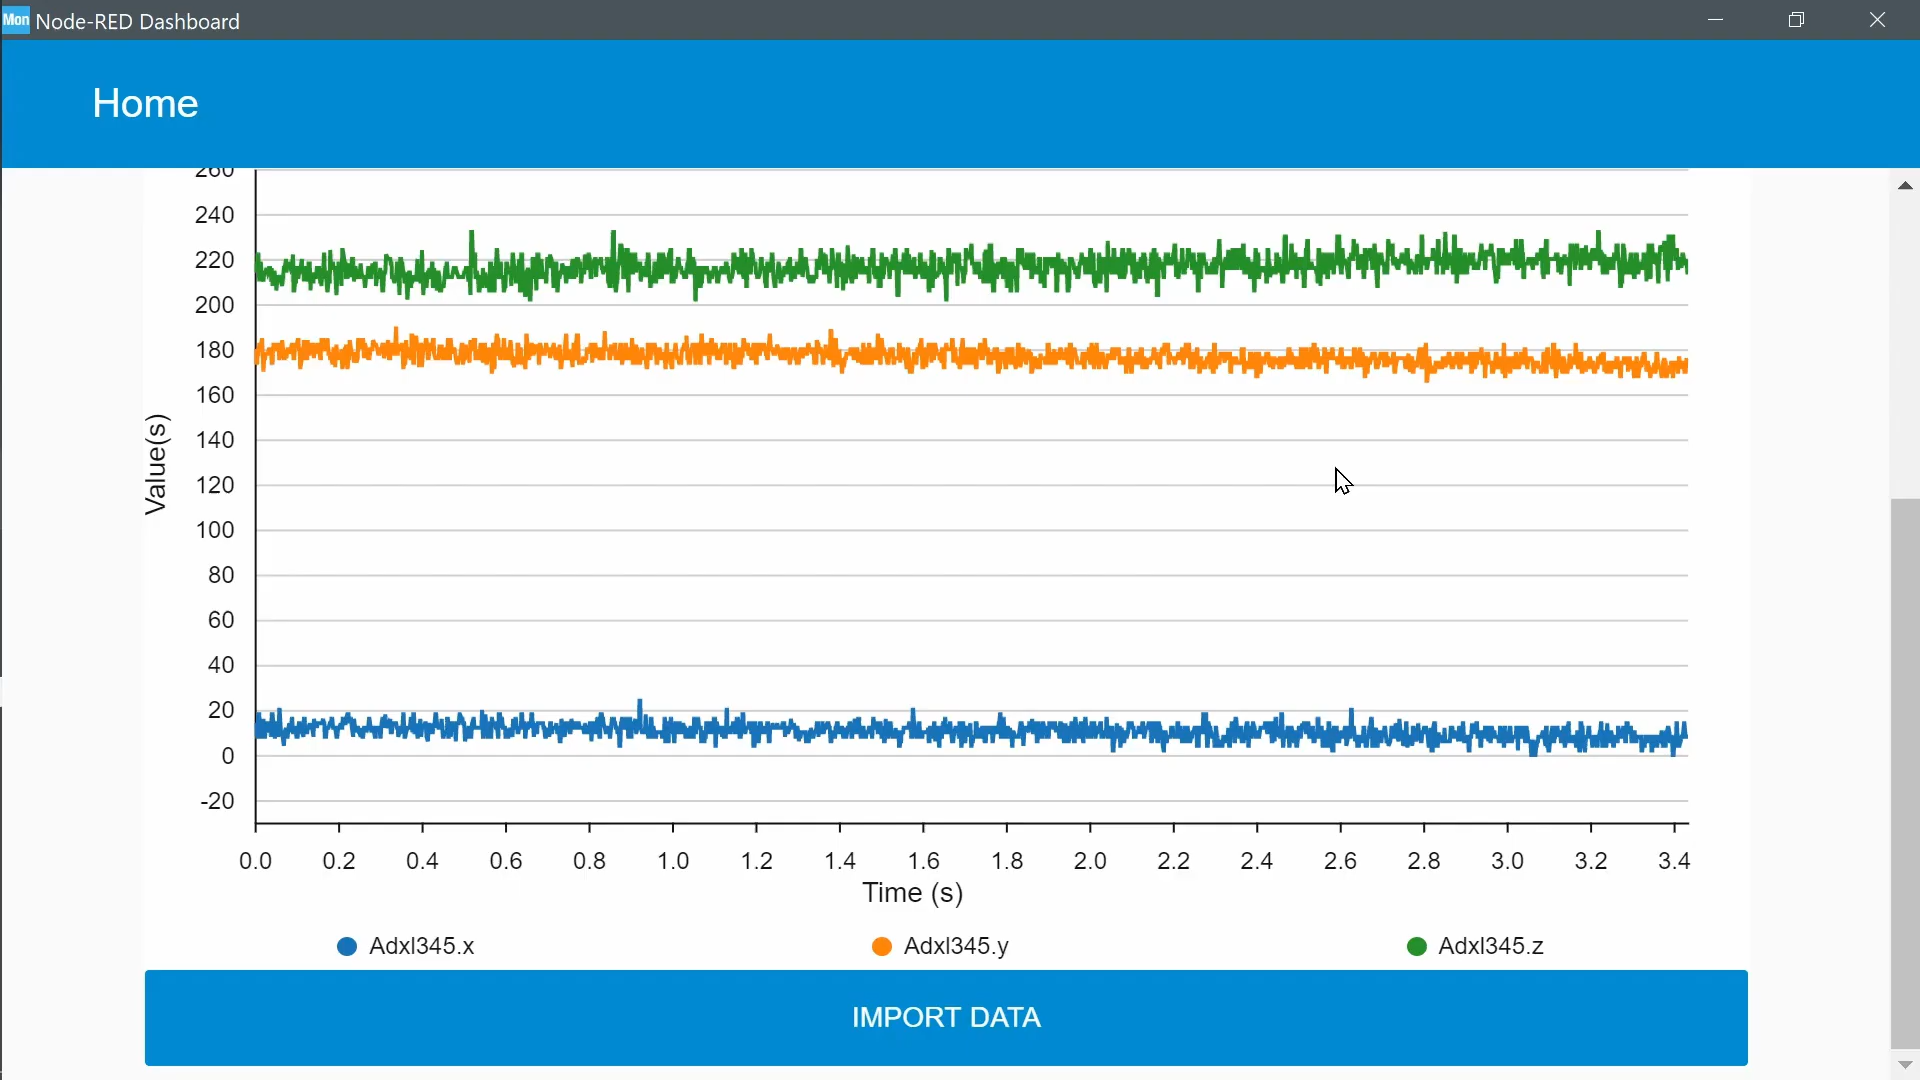 Mon Node-RED Dashboard
Home
260
240
220
200
180
160
140
120
100
80
60
40
20
0
-20
Value(s)
0.0 0.2 0.4 0.6 0.8 1.0 1.2 1.4 1.6 1.8 2.0 2.2 2.4 2.6 2.8 3.0 3.2 3.4
Time (s)
Adxl345.x Adxl345.y Adxl345.z
IMPORT DATA